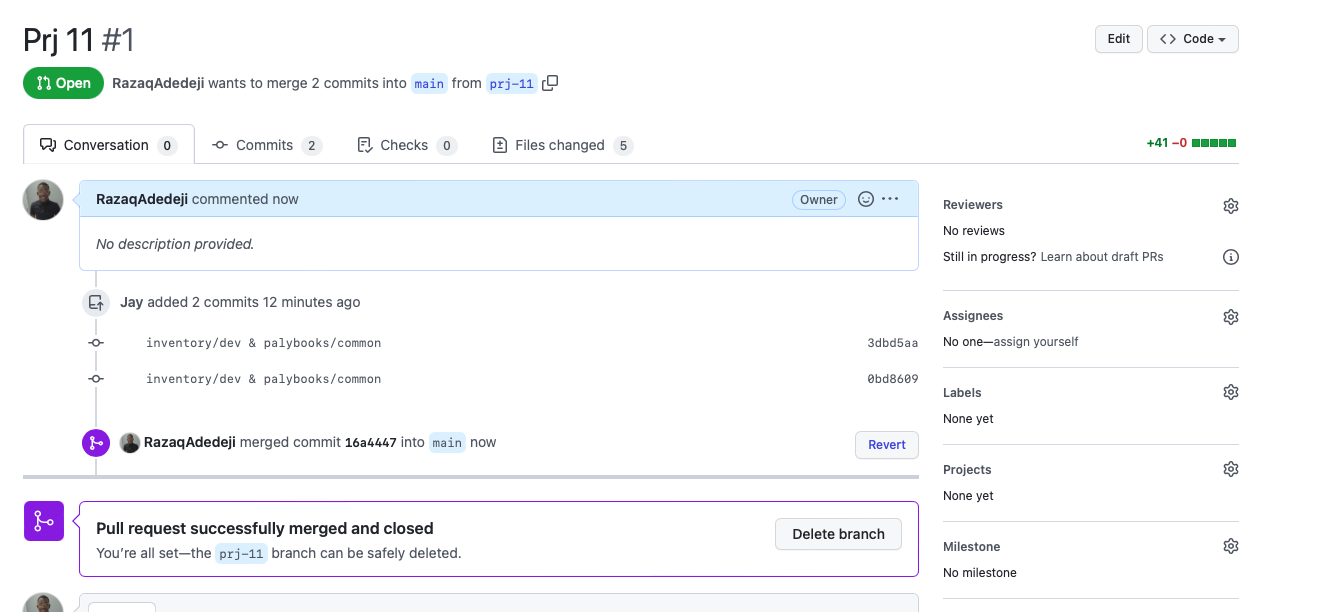 Prj 11 #1
Edit
Code
Open
RazaqAdedeji wants to merge 2 commits into main from prj-11
Conversation 0
Commits 2
Checks 0
Files changed 5
+41 −0
RazaqAdedeji commented now
Owner
No description provided.
Jay added 2 commits 12 minutes ago
inventory/dev & palybooks/common 3dbd5aa
inventory/dev & palybooks/common 0bd8609
RazaqAdedeji merged commit 16a4447 into main now
Revert
Pull request successfully merged and closed
You're all set—the prj-11 branch can be safely deleted.
Delete branch
Reviewers
No reviews
Still in progress? Learn about draft PRs
Assignees
No one—assign yourself
Labels
None yet
Projects
None yet
Milestone
No milestone